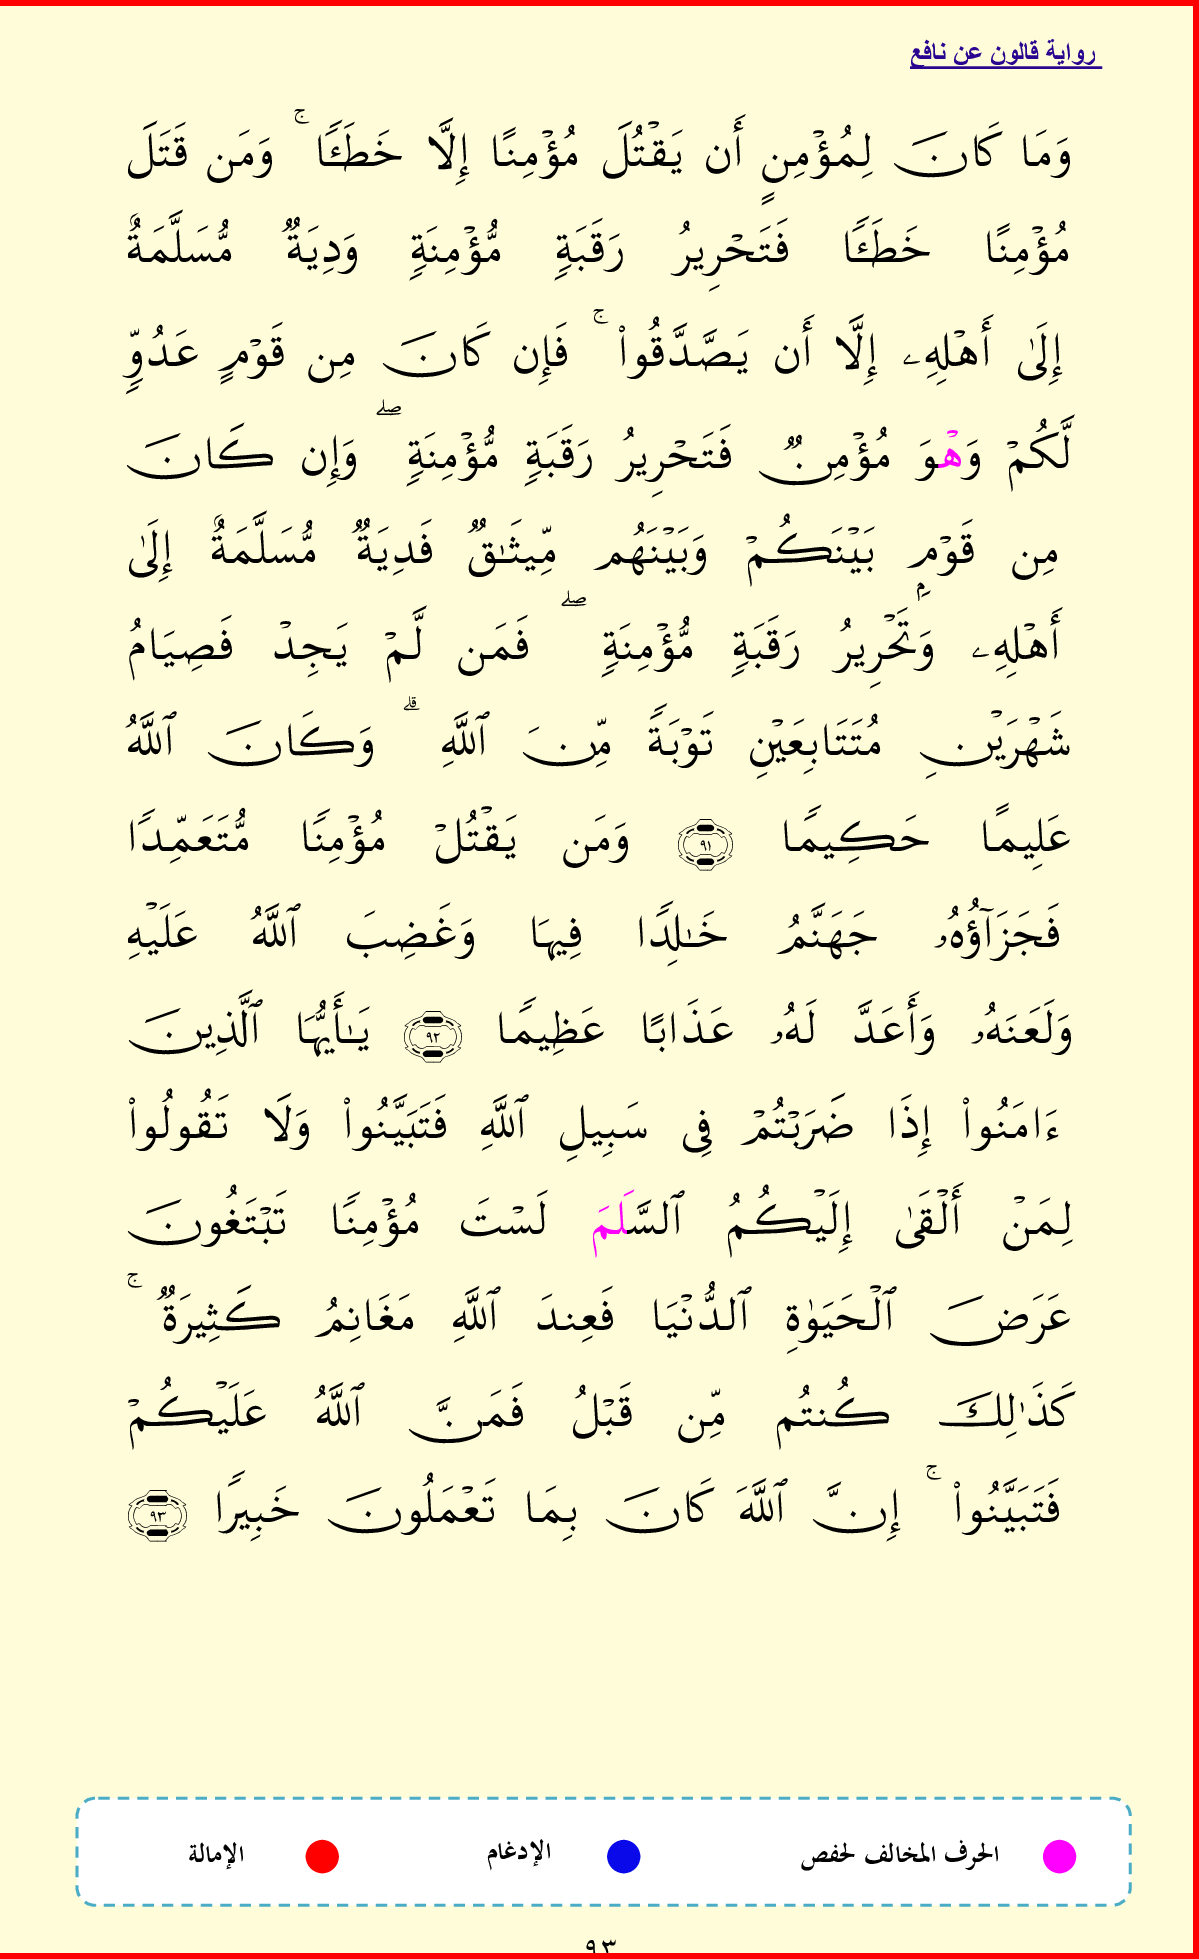 رواية قالون عن نافع
وَمَا كَانَ لِمُؤْمِنٍ أَن يَقْتُلَ مُؤْمِنًا إِلَّا خَطَـًٔا ۚ وَمَن قَتَلَ
مُؤْمِنًا خَطَـًٔا فَتَحْرِيرُ رَقَبَةٍ مُّؤْمِنَةٍ وَدِيَةٌ مُّسَلَّمَةٌ
إِلَىٰ أَهْلِهِۦ إِلَّا أَن يَصَّدَّقُوا۟ ۚ فَإِن كَانَ مِن قَوْمٍ عَدُوٍّ
لَّكُمْ وَهْوَ مُؤْمِنٌ فَتَحْرِيرُ رَقَبَةٍ مُّؤْمِنَةٍ ۖ وَإِن كَانَ
مِن قَوْمِۭ بَيْنَكُمْ وَبَيْنَهُم مِّيثَـٰقٌ فَدِيَةٌ مُّسَلَّمَةٌ إِلَىٰ
أَهْلِهِۦ وَتَحْرِيرُ رَقَبَةٍ مُّؤْمِنَةٍ ۖ فَمَن لَّمْ يَجِدْ فَصِيَامُ
شَهْرَيْنِ مُتَتَابِعَيْنِ تَوْبَةً مِّنَ ٱللَّهِ ۗ وَكَانَ ٱللَّهُ
عَلِيمًا حَكِيمًا ٩١ وَمَن يَقْتُلْ مُؤْمِنًا مُّتَعَمِّدًا
فَجَزَآؤُهُۥ جَهَنَّمُ خَـٰلِدًا فِيهَا وَغَضِبَ ٱللَّهُ عَلَيْهِ
وَلَعَنَهُۥ وَأَعَدَّ لَهُۥ عَذَابًا عَظِيمًا ٩٢ يَـٰٓأَيُّهَا ٱلَّذِينَ
ءَامَنُوا۟ إِذَا ضَرَبْتُمْ فِى سَبِيلِ ٱللَّهِ فَتَبَيَّنُوا۟ وَلَا تَقُولُوا۟
لِمَنْ أَلْقَىٰ إِلَيْكُمُ ٱلسَّلَمَ لَسْتَ مُؤْمِنًا تَبْتَغُونَ
عَرَضَ ٱلْحَيَوٰةِ ٱلدُّنْيَا فَعِندَ ٱللَّهِ مَغَانِمُ كَثِيرَةٌ ۚ
كَذَٰلِكَ كُنتُم مِّن قَبْلُ فَمَنَّ ٱللَّهُ عَلَيْكُمْ
فَتَبَيَّنُوا۟ ۚ إِنَّ ٱللَّهَ كَانَ بِمَا تَعْمَلُونَ خَبِيرًا ٩٣
الحرف المخالف لحفص الإدغام الإمالة
٩٣